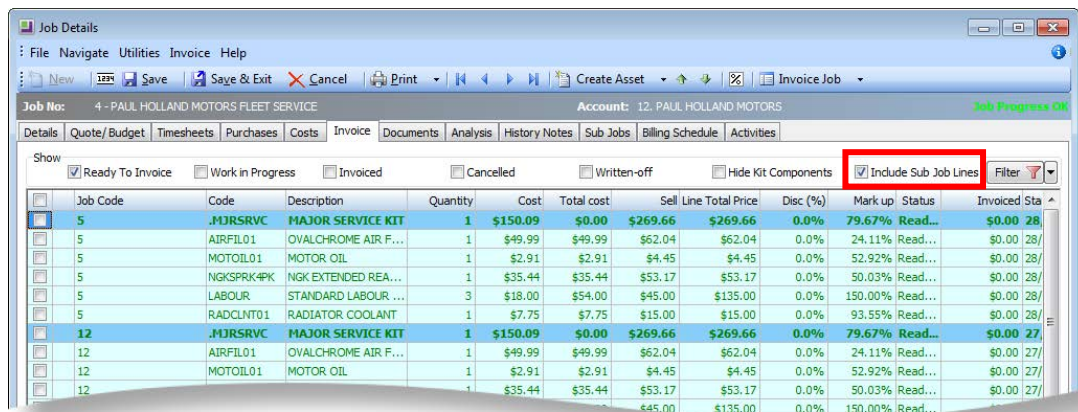 Job Details
File Navigate Utilities Invoice Help
New 1234 Save Save & Exit Cancel Print Create Asset % Invoice Job
Job No: 4 - PAUL HOLLAND MOTORS FLEET SERVICE Account: 12. PAUL HOLLAND MOTORS Job Progress OK
Details Quote/Budget Timesheets Purchases Costs Invoice Documents Analysis History Notes Sub Jobs Billing Schedule Activities
Show
Ready To Invoice Work in Progress Invoiced Cancelled Written-off Hide Kit Components Include Sub Job Lines Filter
Job Code Code Description Quantity Cost Total cost Sell Line Total Price Disc (%) Mark up Status Invoiced Sta
5 .MJRSRVC MAJOR SERVICE KIT 1 $150.09 $0.00 $269.66 $269.66 0.0% 79.67% Read... $0.00 28,
5 AIRFIL01 OVALCHROME AIR F... 1 $49.99 $49.99 $62.04 $62.04 0.0% 24.11% Read... $0.00 28/
5 MOTOIL01 MOTOR OIL 1 $2.91 $2.91 $4.45 $4.45 0.0% 52.92% Read... $0.00 28/
5 NGKSPRK4PK NGK EXTENDED REA... 1 $35.44 $35.44 $53.17 $53.17 0.0% 50.03% Read... $0.00 28/
5 LABOUR STANDARD LABOUR ... 3 $18.00 $54.00 $45.00 $135.00 0.0% 150.00% Read... $0.00 28/
5 RADCLNT01 RADIATOR COOLANT 1 $7.75 $7.75 $15.00 $15.00 0.0% 93.55% Read... $0.00 28/
12 .MJRSRVC MAJOR SERVICE KIT 1 $150.09 $0.00 $269.66 $269.66 0.0% 79.67% Read... $0.00 27,
12 AIRFIL01 OVALCHROME AIR F... 1 $49.99 $49.99 $62.04 $62.04 0.0% 24.11% Read... $0.00 27/
12 MOTOIL01 MOTOR OIL 1 $2.91 $2.91 $4.45 $4.45 0.0% 52.92% Read... $0.00 27/
12 $35.44 $35.44 $53.17 $53.17 0.0% 50.03% Read... $0.00 27/
$45.00 $135.00 0.0% 150.00% Read...